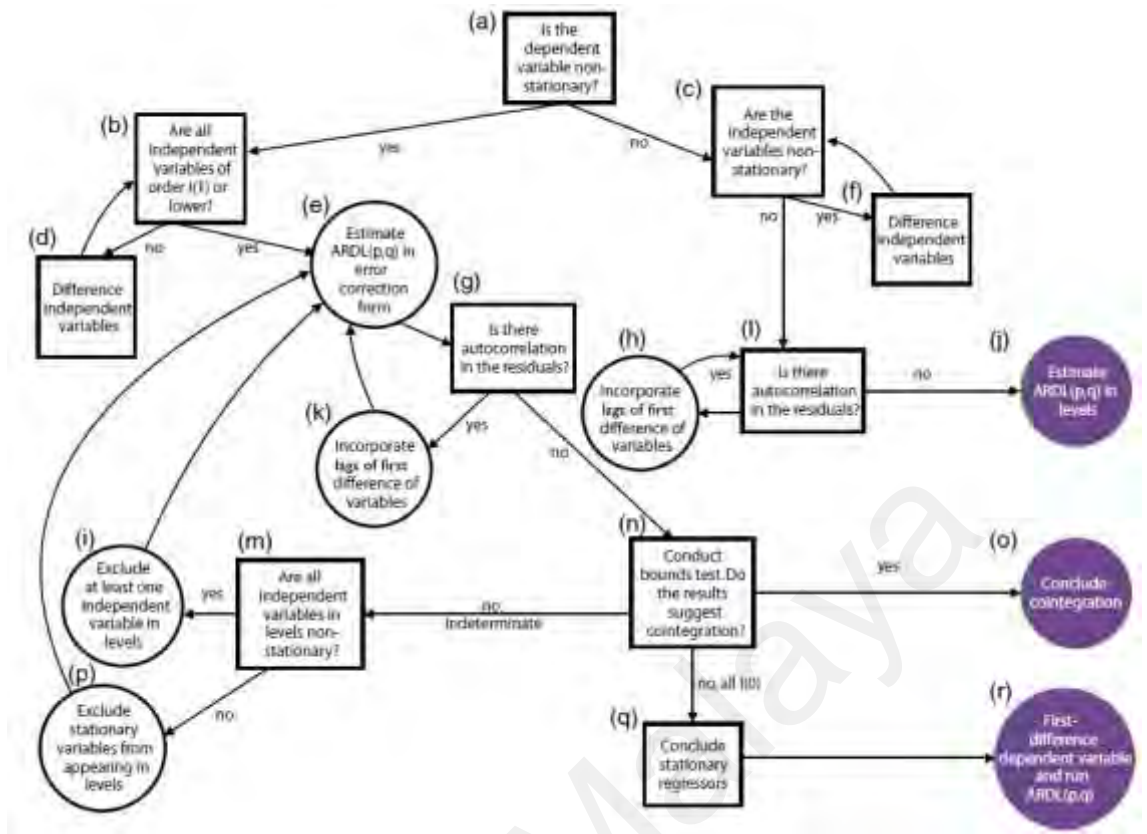 (a)
Is the
dependent
variable non-
stationary?
(b)
Are all
independent
variables of
order I(1) or
lower?
yes
no
(c)
Are the
independent
variables non-
stationary?
(d)
Difference
independent
variables
no
yes
(e)
Estimate
ARDL(p,q) in
error
correction
form
no
yes
(f)
Difference
independent
variables
(g)
Is there
autocorrelation
in the residuals?
(h)
Incorporate
lags of first
difference of
variables
yes
(l)
Is there
autocorrelation
in the residuals?
no
(j)
Estimate
ARDL(p,q) in
levels
(k)
Incorporate
lags of first
difference of
variables
yes
no
(i)
Exclude
at least one
independent
variable in
levels
yes
(m)
Are all
independent
variables in
levels non-
stationary?
no
indeterminate
(n)
Conduct
bounds test. Do
the results
suggest
cointegration?
yes
(o)
Conclude
cointegration
(p)
Exclude
stationary
variables from
appearing in
levels
no
no, all I(0)
(q)
Conclude
stationary
regressors
(r)
First-
difference
dependent variable
and run
ARDL(p,q)
Malaya